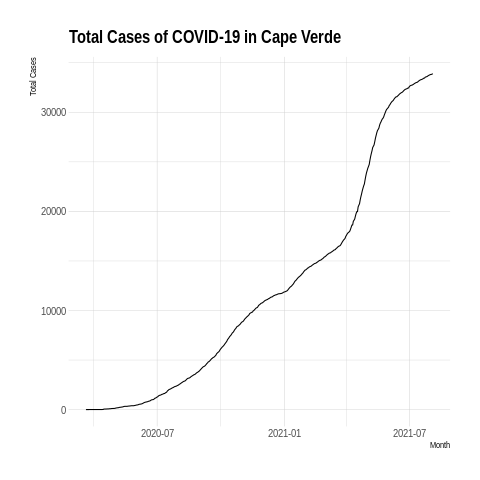 Total Cases of COVID-19 in Cape Verde
Total Cases
30000
20000
10000
0
2020-07
2021-01
2021-07
Month